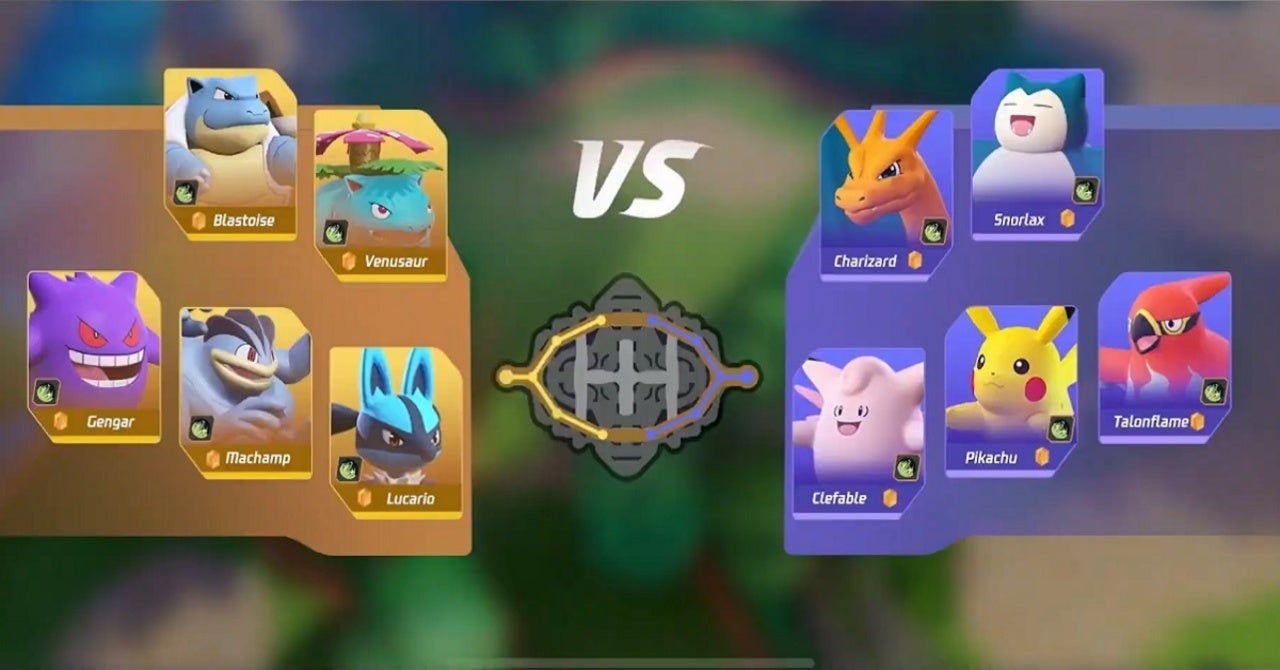 Blastoise
Venusaur
VS
Charizard
Snorlax
Gengar
Machamp
Lucario
Clefable
Pikachu
Talonflame